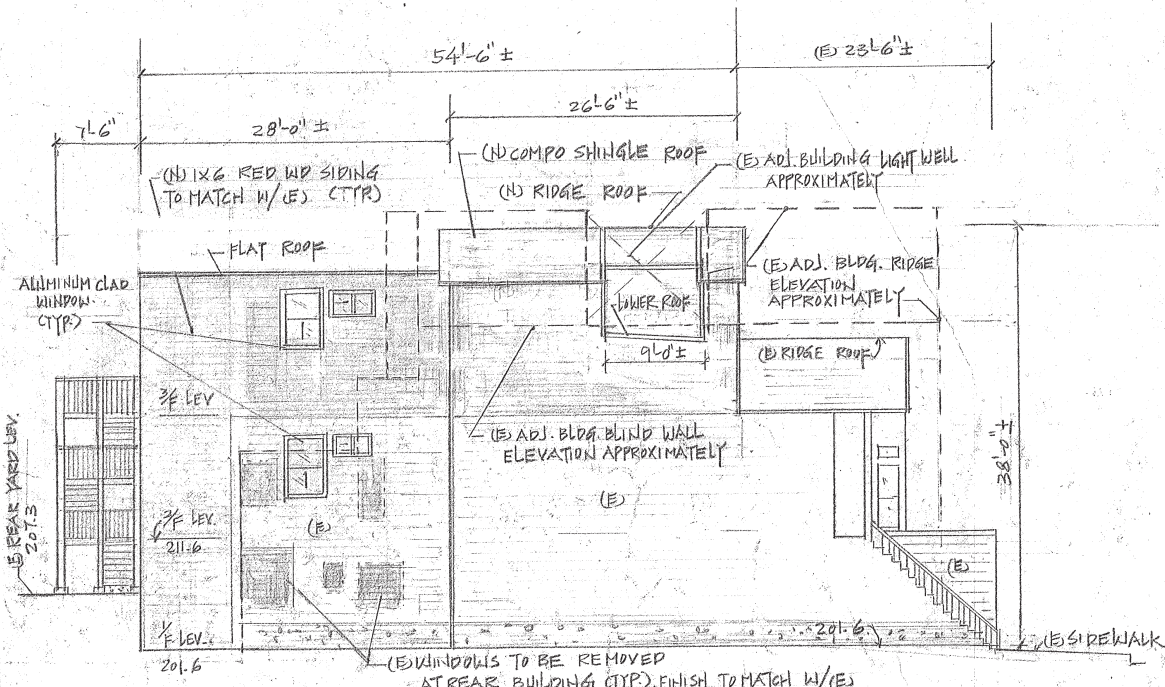 54'-6" ±
(E) 23'-6" ±
26'-6" ±
7'-6"
28'-0" ±
(N) COMPO SHINGLE ROOF
(E) ADJ. BUILDING LIGHT WELL
APPROXIMATELY
(N) 1X6 RED WD SIDING
TO MATCH W/(E) (TYP)
(N) RIDGE ROOF
FLAT ROOF
ALUMINUM CLAD
WINDOW
(TYP.)
(E) ADJ. BLDG. RIDGE
ELEVATION
APPROXIMATELY
LOWER ROOF
9'-0" ±
(E) RIDGE ROOF
3/F LEV
(E) ADJ. BLDG BLIND WALL
ELEVATION APPROXIMATELY
38'-0" ±
(E) REAR YARD LEV.
207.3
(E)
(E)
3/F LEV.
211.6
(E)
1/F LEV.
201.6
201.6
(E) SIDEWALK
(E) WINDOWS TO BE REMOVED
AT REAR BUILDING (TYP). FINISH TO MATCH W/(E)